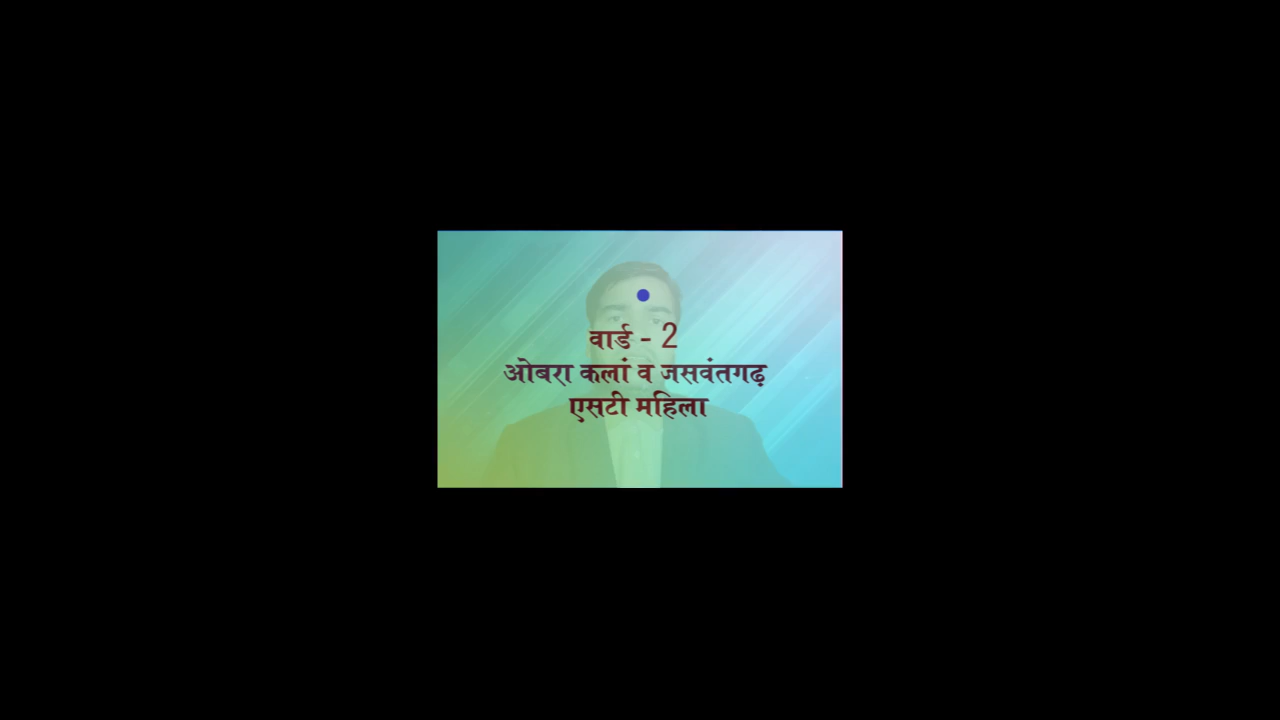 वार्ड - 2
ओबरा कलां व जसवंतगढ़
एसटी महिला